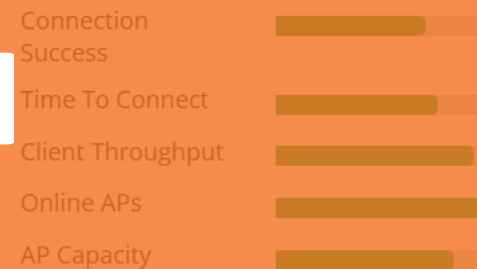 Connection
Success
Time To Connect
Client Throughput
Online APs
AP Capacity